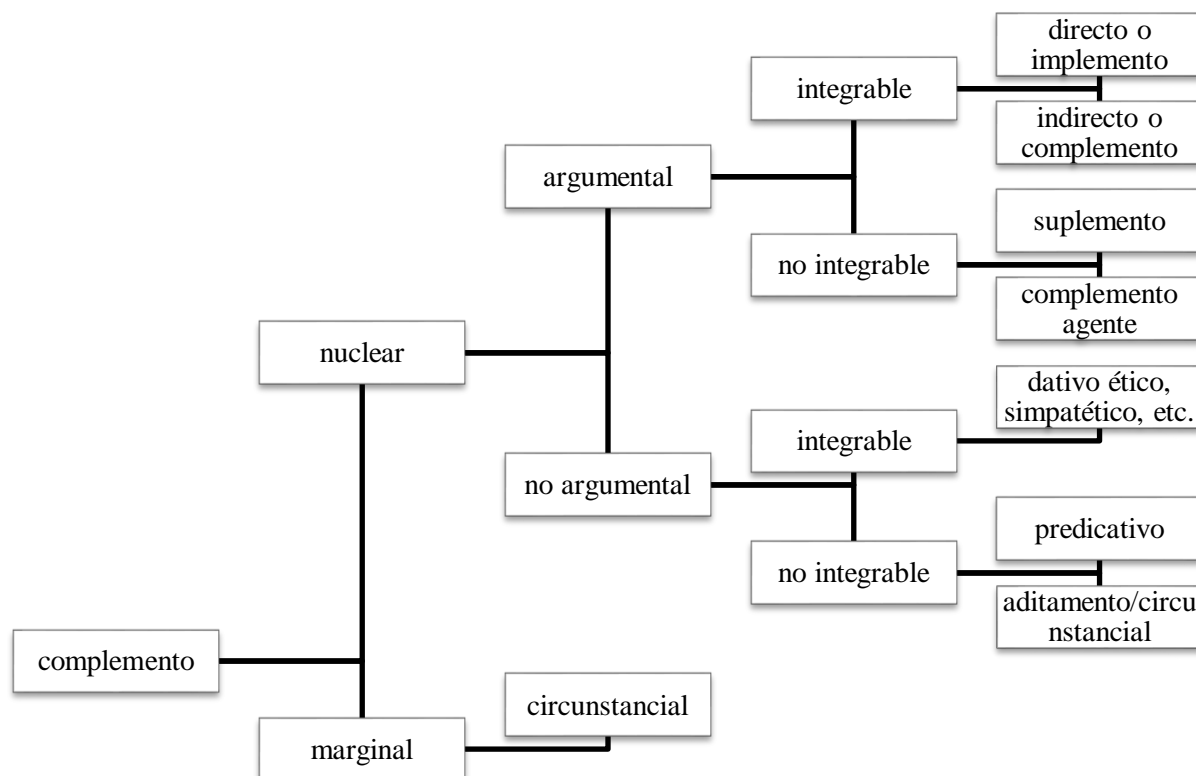 directo o
implemento
integrable
indirecto o
complemento
argumental
suplemento
no integrable
complemento
agente
nuclear
dativo ético,
simpatético, etc.
integrable
no argumental
predicativo
no integrable
aditamento/circu
nstancial
complemento
circunstancial
marginal